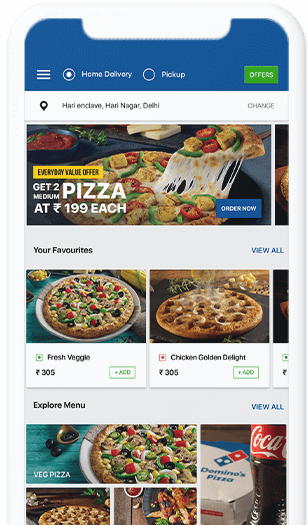 Home Delivery Pickup OFFERS
Hari enclave, Hari Nagar, Delhi CHANGE
EVERYDAY VALUE OFFER
GET 2
MEDIUM PIZZA
AT ₹ 199 EACH
ORDER NOW
Your Favourites VIEW ALL
Fresh Veggie
₹ 305 + ADD
Chicken Golden Delight
₹ 305 + ADD
Explore Menu VIEW ALL
VEG PIZZA
Domino's
Pizza
Coca